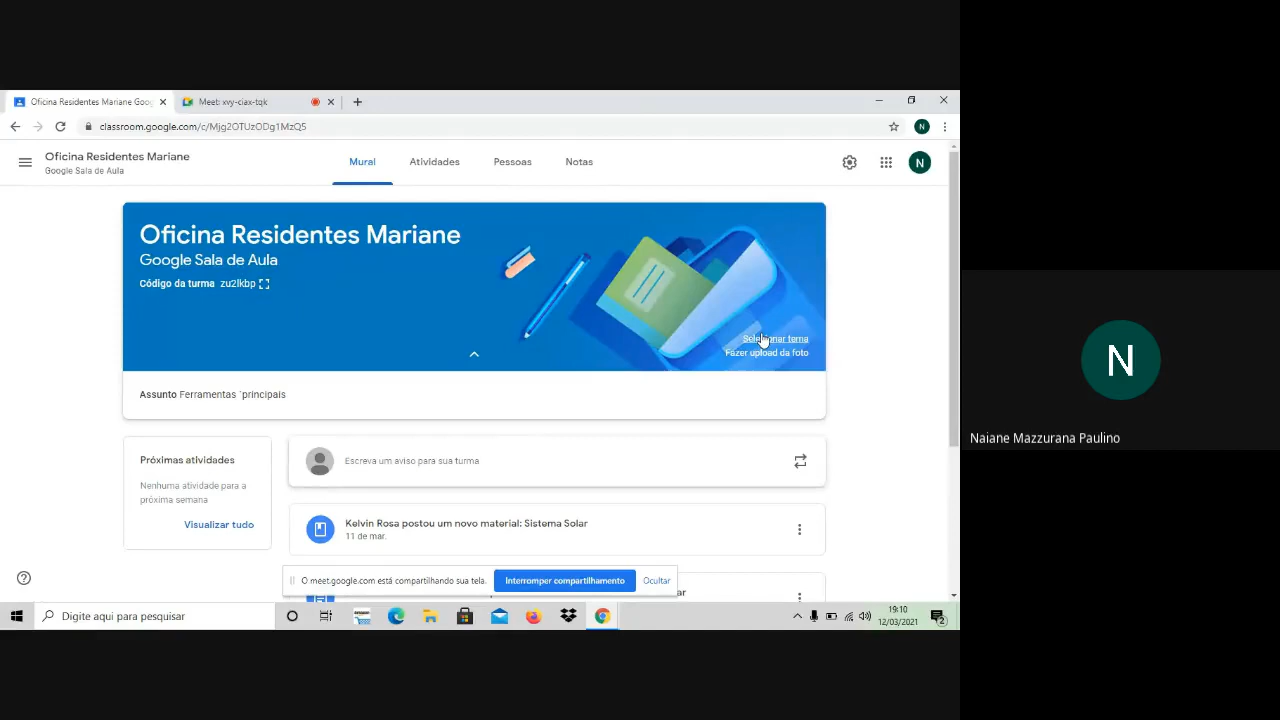 Oficina Residentes Mariane Goo
Meet: xvy-ciax-tqk
classroom.google.com/c/Mjg2OTUzODg1MzQ5
N
Oficina Residentes Mariane
Google Sala de Aula
Mural
Atividades
Pessoas
Notas
N
Oficina Residentes Mariane
Google Sala de Aula
Código da turma zu2lkbp
Selecionar tema
Fazer upload da foto
Assunto Ferramentas `principais
Próximas atividades
Nenhuma atividade para a
próxima semana
Visualizar tudo
Escreva um aviso para sua turma
Kelvin Rosa postou um novo material: Sistema Solar
11 de mar.
O meet.google.com está compartilhando sua tela.
Interromper compartilhamento
Ocultar
ar
Digite aqui para pesquisar
19:10
12/03/2021
2
N
Naiane Mazzurana Paulino